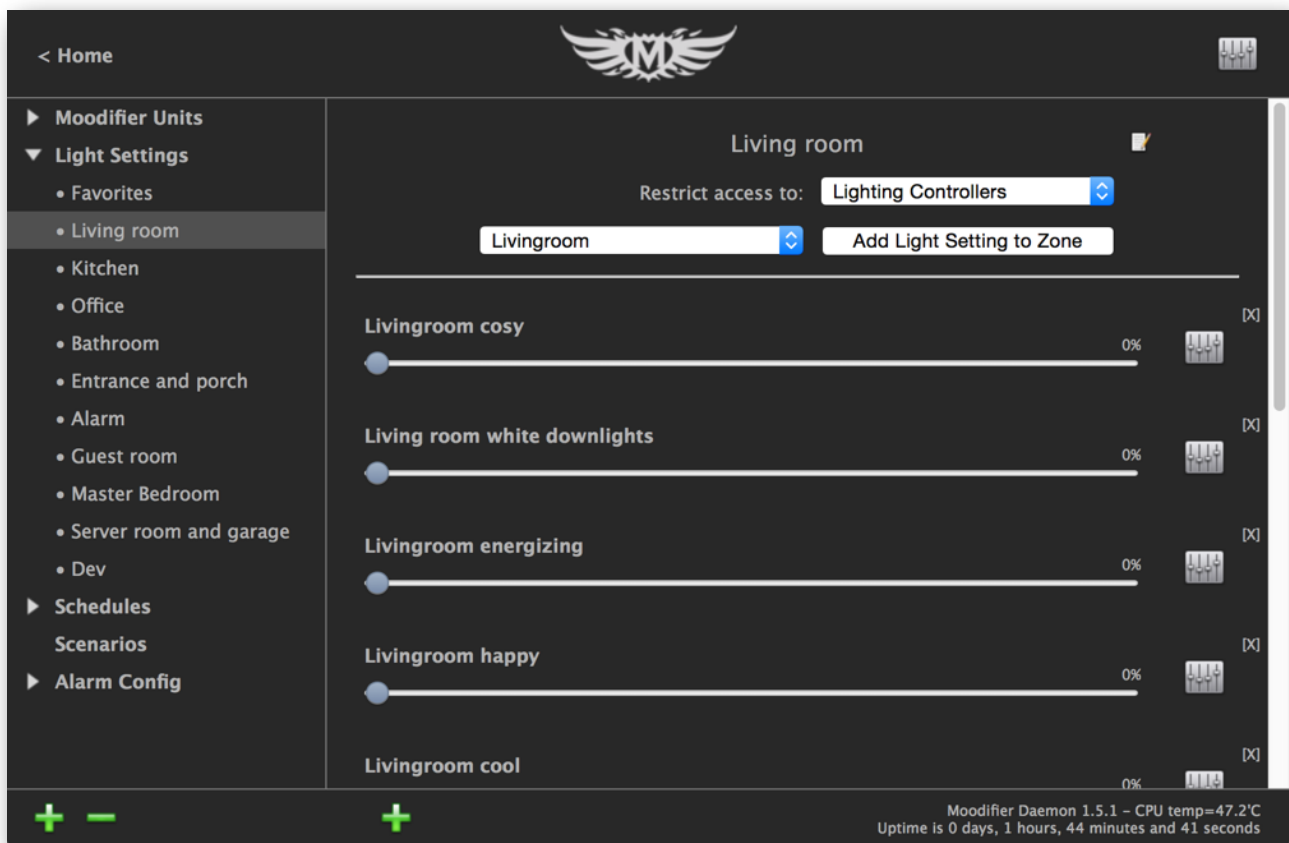 < Home
M
Moodifier Units
Light Settings
• Favorites
• Living room
• Kitchen
• Office
• Bathroom
• Entrance and porch
• Alarm
• Guest room
• Master Bedroom
• Server room and garage
• Dev
Schedules
Scenarios
Alarm Config
Living room
Restrict access to: Lighting Controllers
Livingroom Add Light Setting to Zone
[X]
Livingroom cosy
0%
[X]
Living room white downlights
0%
[X]
Livingroom energizing
0%
[X]
Livingroom happy
0%
[X]
Livingroom cool
0%
Moodifier Daemon 1.5.1 – CPU temp=47.2'C
Uptime is 0 days, 1 hours, 44 minutes and 41 seconds